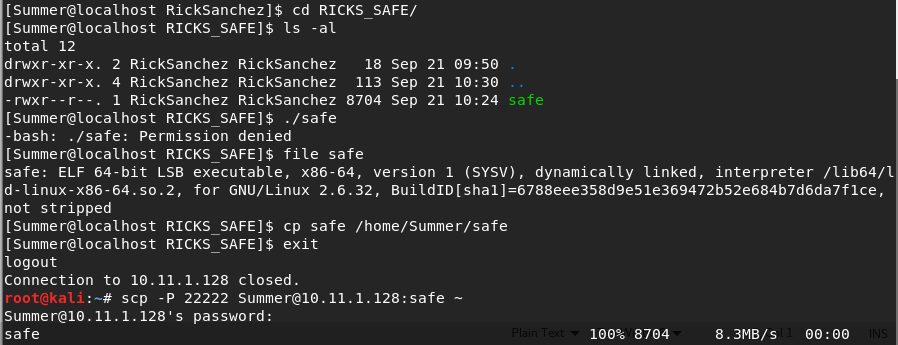 [Summer@localhost RickSanchez]$ cd RICKS_SAFE/
[Summer@localhost RICKS_SAFE]$ ls -al
total 12
drwxr-xr-x. 2 RickSanchez RickSanchez   18 Sep 21 09:50 .
drwxr-xr-x. 4 RickSanchez RickSanchez  113 Sep 21 10:30 ..
-rwxr--r--. 1 RickSanchez RickSanchez 8704 Sep 21 10:24 safe
[Summer@localhost RICKS_SAFE]$ ./safe
-bash: ./safe: Permission denied
[Summer@localhost RICKS_SAFE]$ file safe
safe: ELF 64-bit LSB executable, x86-64, version 1 (SYSV), dynamically linked, interpreter /lib64/l
d-linux-x86-64.so.2, for GNU/Linux 2.6.32, BuildID[sha1]=6788eee358d9e51e369472b52e684b7d6da7f1ce,
not stripped
[Summer@localhost RICKS_SAFE]$ cp safe /home/Summer/safe
[Summer@localhost RICKS_SAFE]$ exit
logout
Connection to 10.11.1.128 closed.
root@kali:~# scp -P 22222 Summer@10.11.1.128:safe ~
Summer@10.11.1.128's password:
safe 100% 8704 8.3MB/s 00:00
Plain Text INS